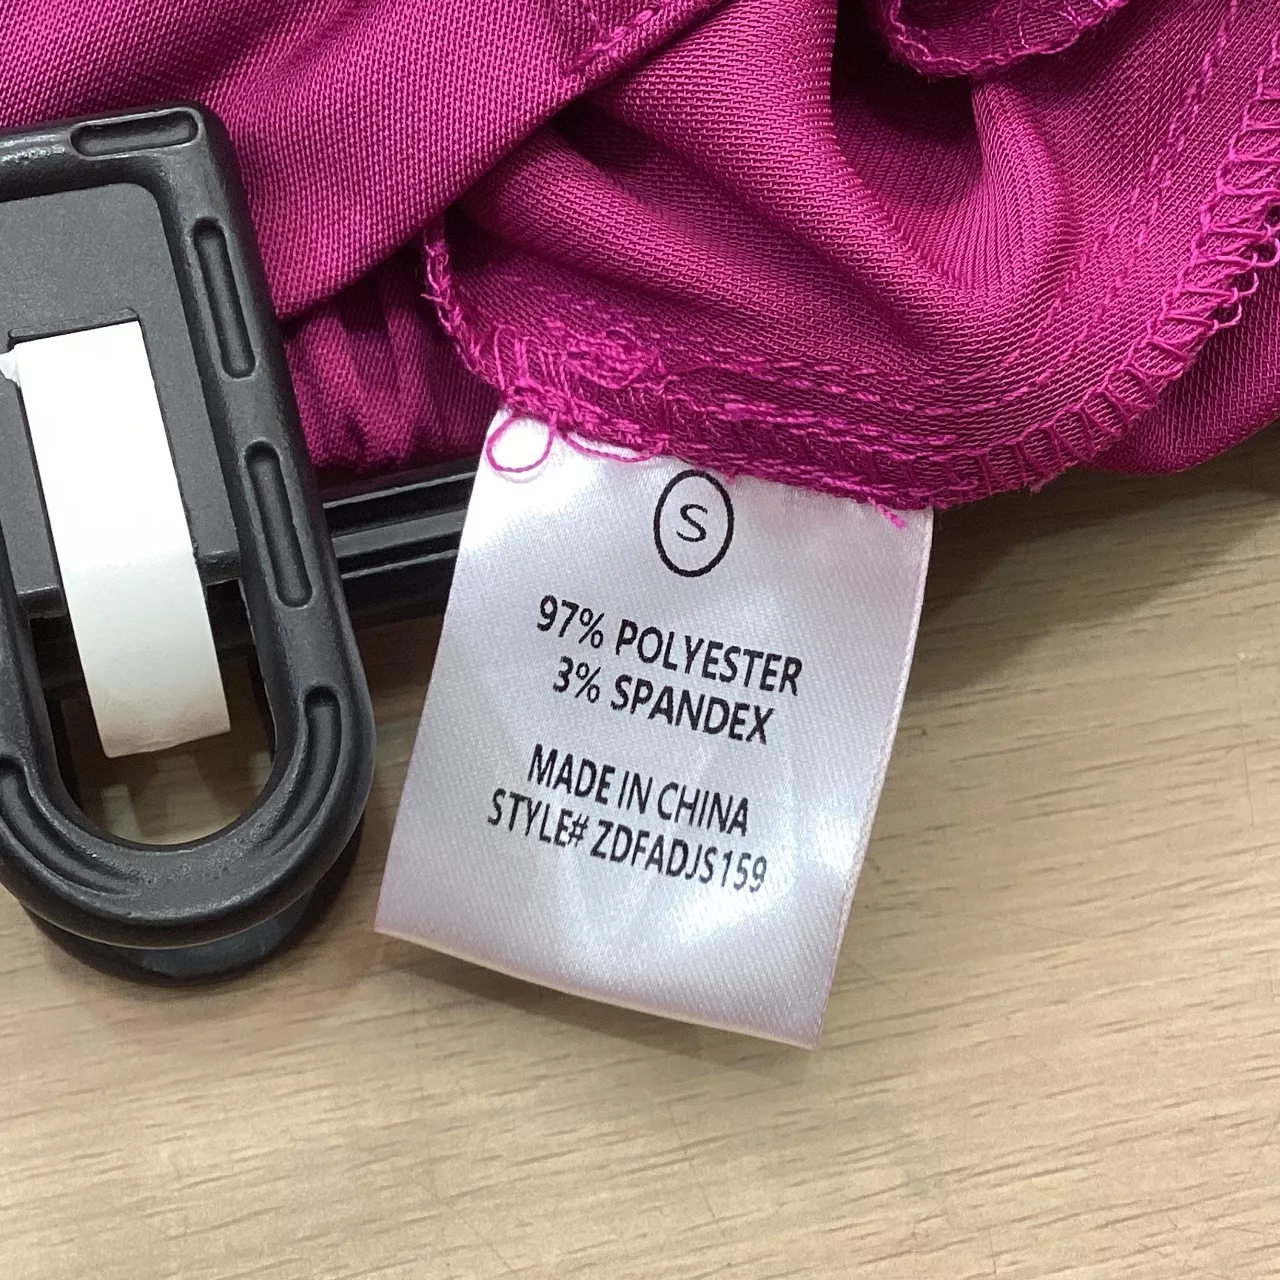 S
97% POLYESTER
3% SPANDEX
MADE IN CHINA
STYLE# ZDFADJS159